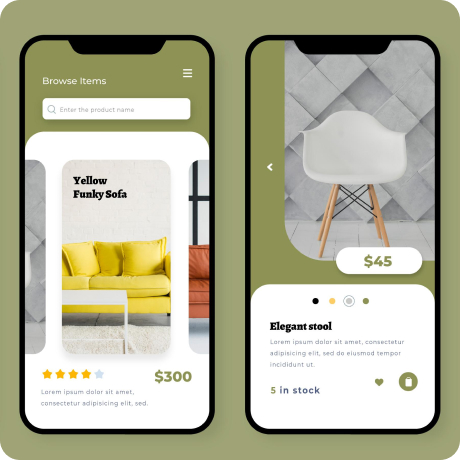 Browse Items
Enter the product name
Yellow
Funky Sofa
$300
Lorem ipsum dolor sit amet,
consectetur adipisicing elit, sed.
$45
Elegant stool
Lorem ipsum dolor sit amet, consectetur
adipisicing elit, sed do eiusmod tempor
incididunt ut.
5 in stock